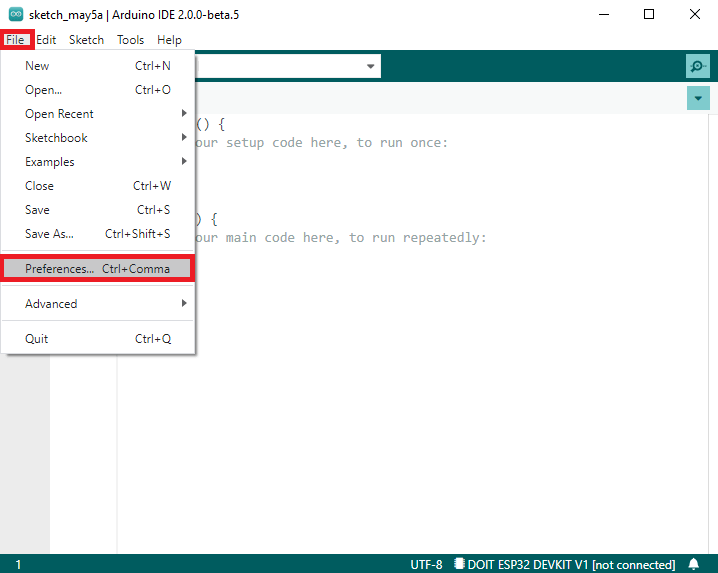 sketch_may5a | Arduino IDE 2.0.0-beta.5
File Edit Sketch Tools Help
New Ctrl+N
Open... Ctrl+O
Open Recent
Sketchbook
Examples
Close Ctrl+W
Save Ctrl+S
Save As... Ctrl+Shift+S
Preferences... Ctrl+Comma
Advanced
Quit Ctrl+Q
() {
our setup code here, to run once:
) {
our main code here, to run repeatedly:
1 UTF-8 DOIT ESP32 DEVKIT V1 [not connected]